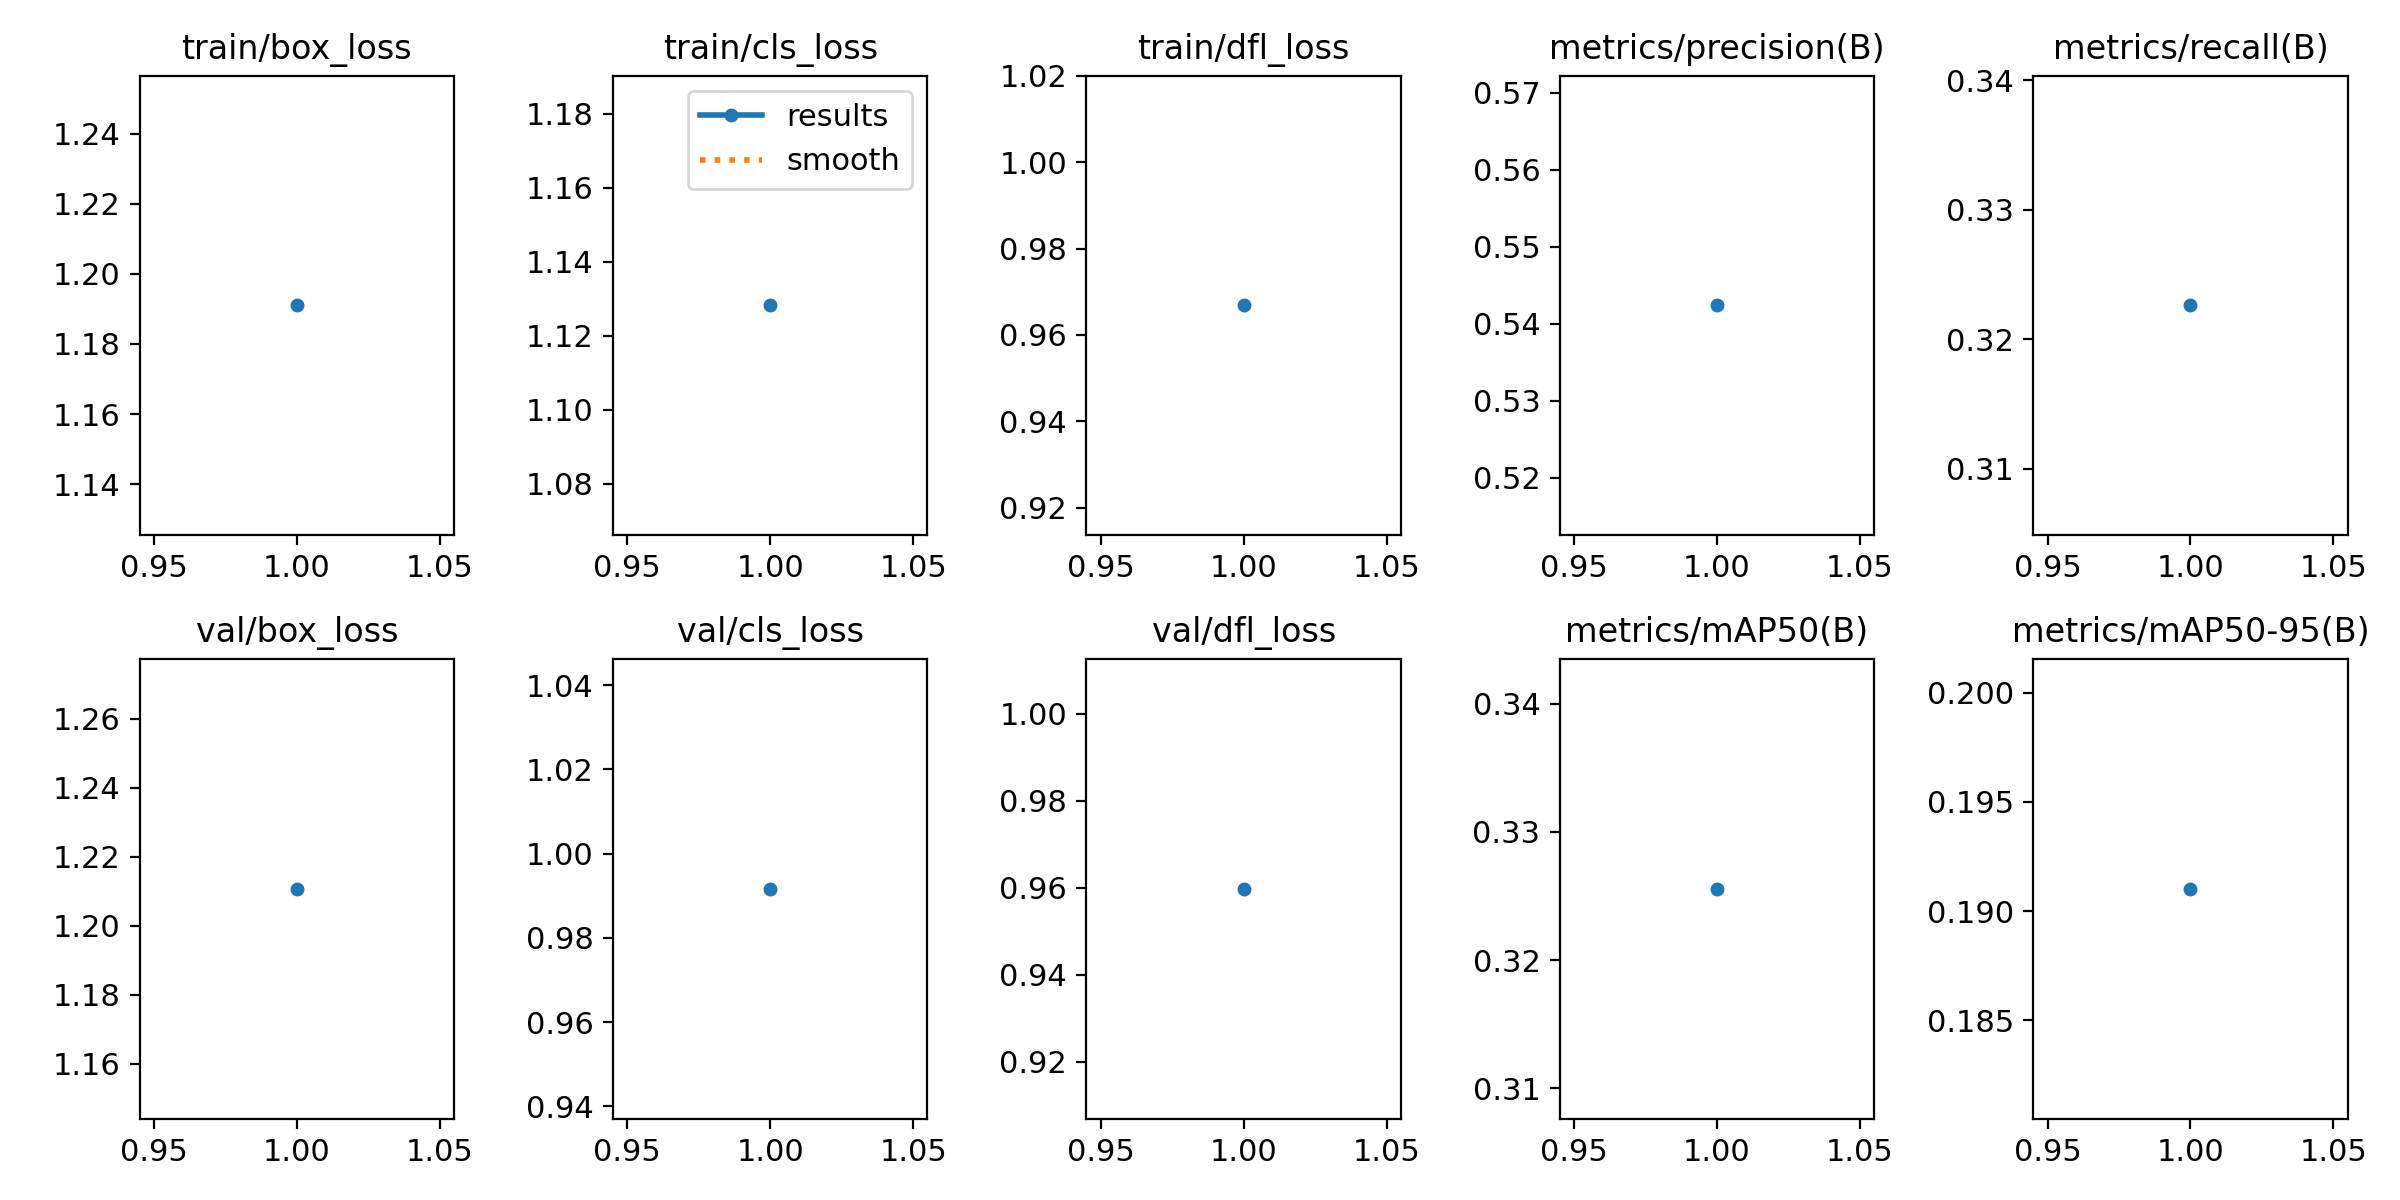 train/box_loss
1.24
1.22
1.20
1.18
1.16
1.14
0.95 1.00 1.05
train/cls_loss
results
smooth
1.18
1.16
1.14
1.12
1.10
1.08
0.95 1.00 1.05
train/dfl_loss
1.02
1.00
0.98
0.96
0.94
0.92
0.95 1.00 1.05
metrics/precision(B)
0.57
0.56
0.55
0.54
0.53
0.52
0.95 1.00 1.05
metrics/recall(B)
0.34
0.33
0.32
0.31
0.95 1.00 1.05
val/box_loss
1.26
1.24
1.22
1.20
1.18
1.16
0.95 1.00 1.05
val/cls_loss
1.04
1.02
1.00
0.98
0.96
0.94
0.95 1.00 1.05
val/dfl_loss
1.00
0.98
0.96
0.94
0.92
0.95 1.00 1.05
metrics/mAP50(B)
0.34
0.33
0.32
0.31
0.95 1.00 1.05
metrics/mAP50-95(B)
0.200
0.195
0.190
0.185
0.95 1.00 1.05